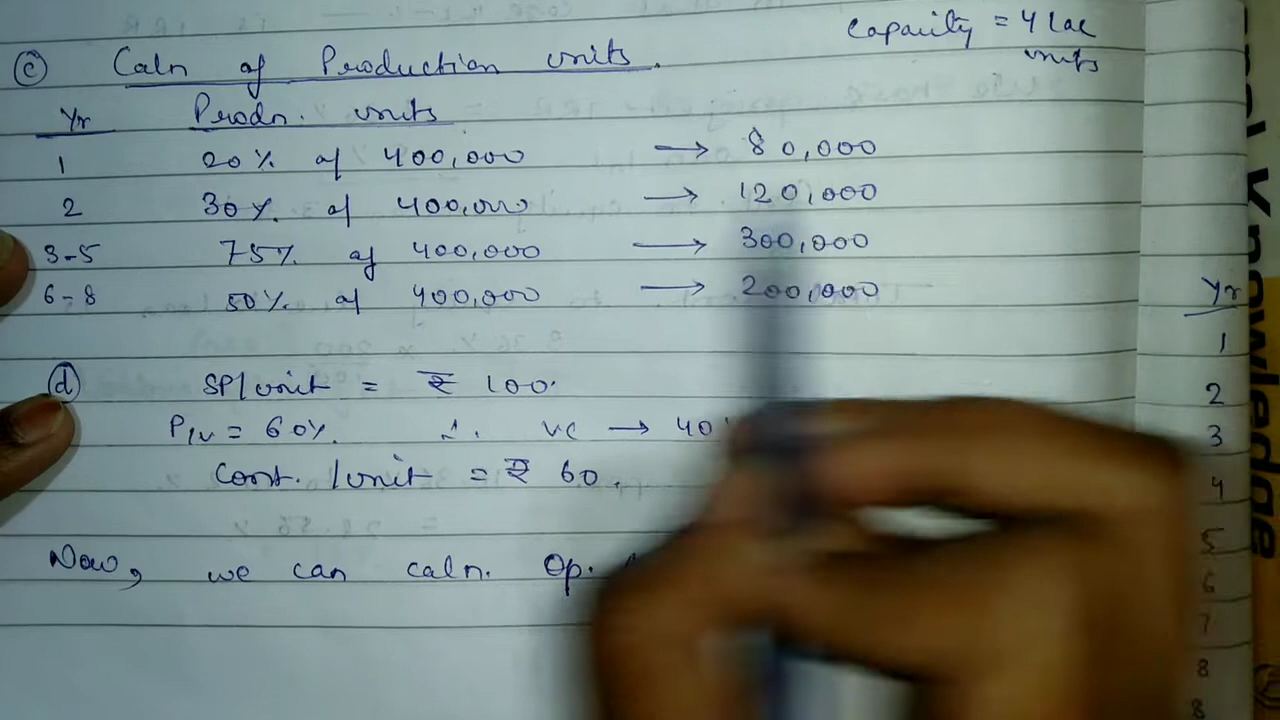 capacity = 4 lac
units
(c) Caln of Production units.
Yr Prodn. units
1 20% of 400,000 → 80,000
2 30%. of 400,000 → 120,000
3-5 75% of 400,000 → 300,000
6-8 50%. of 400,000 → 200,000
(d) SP/unit = ₹ 100.
P/V = 60%. ∴ VC → 40
Cont. /unit = ₹ 60.
Now, we can caln. Op.
Yr
1
2
3
4
5
6
7
8
8
Knowledge